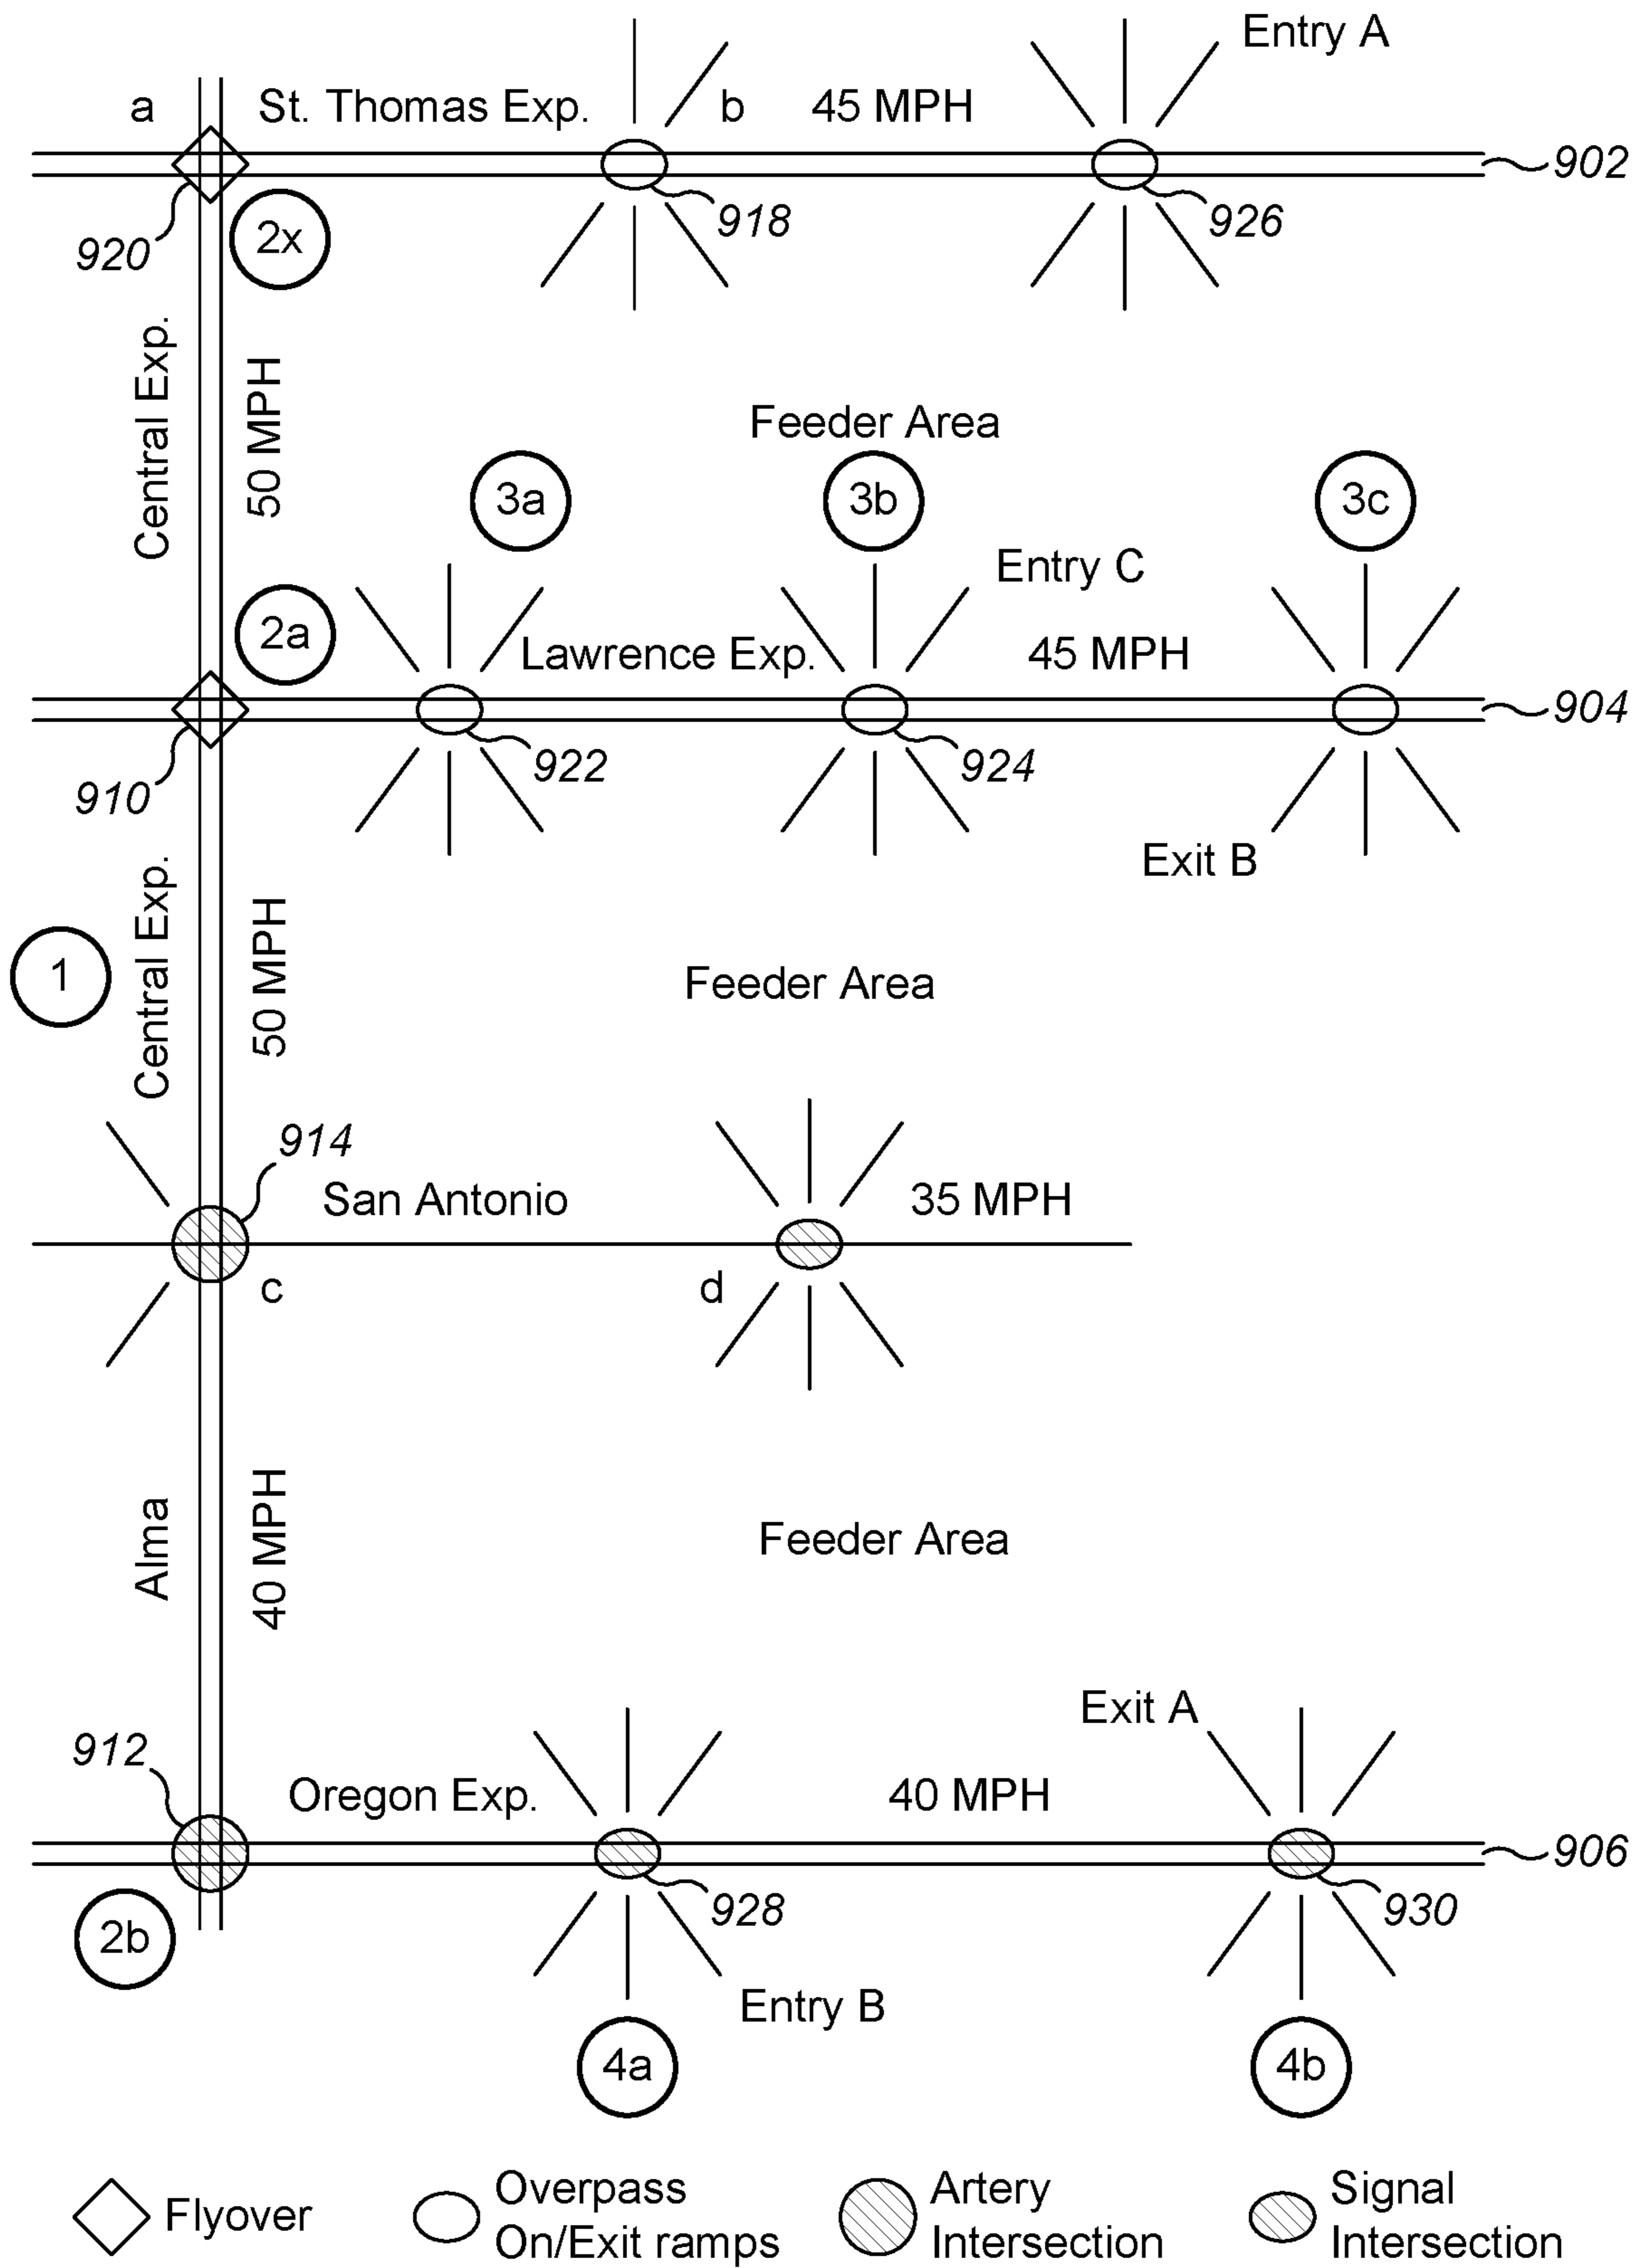 Entry A
a
St. Thomas Exp.
b
45 MPH
902
918
926
920
2x
Central Exp.
50 MPH
Feeder Area
3a
3b
3c
Entry C
2a
Lawrence Exp.
45 MPH
904
922
924
910
Exit B
Central Exp.
50 MPH
1
Feeder Area
914
San Antonio
35 MPH
c
d
Alma
40 MPH
Feeder Area
Exit A
912
Oregon Exp.
40 MPH
906
928
930
2b
Entry B
4a
4b
Flyover
Overpass
On/Exit ramps
Artery
Intersection
Signal
Intersection